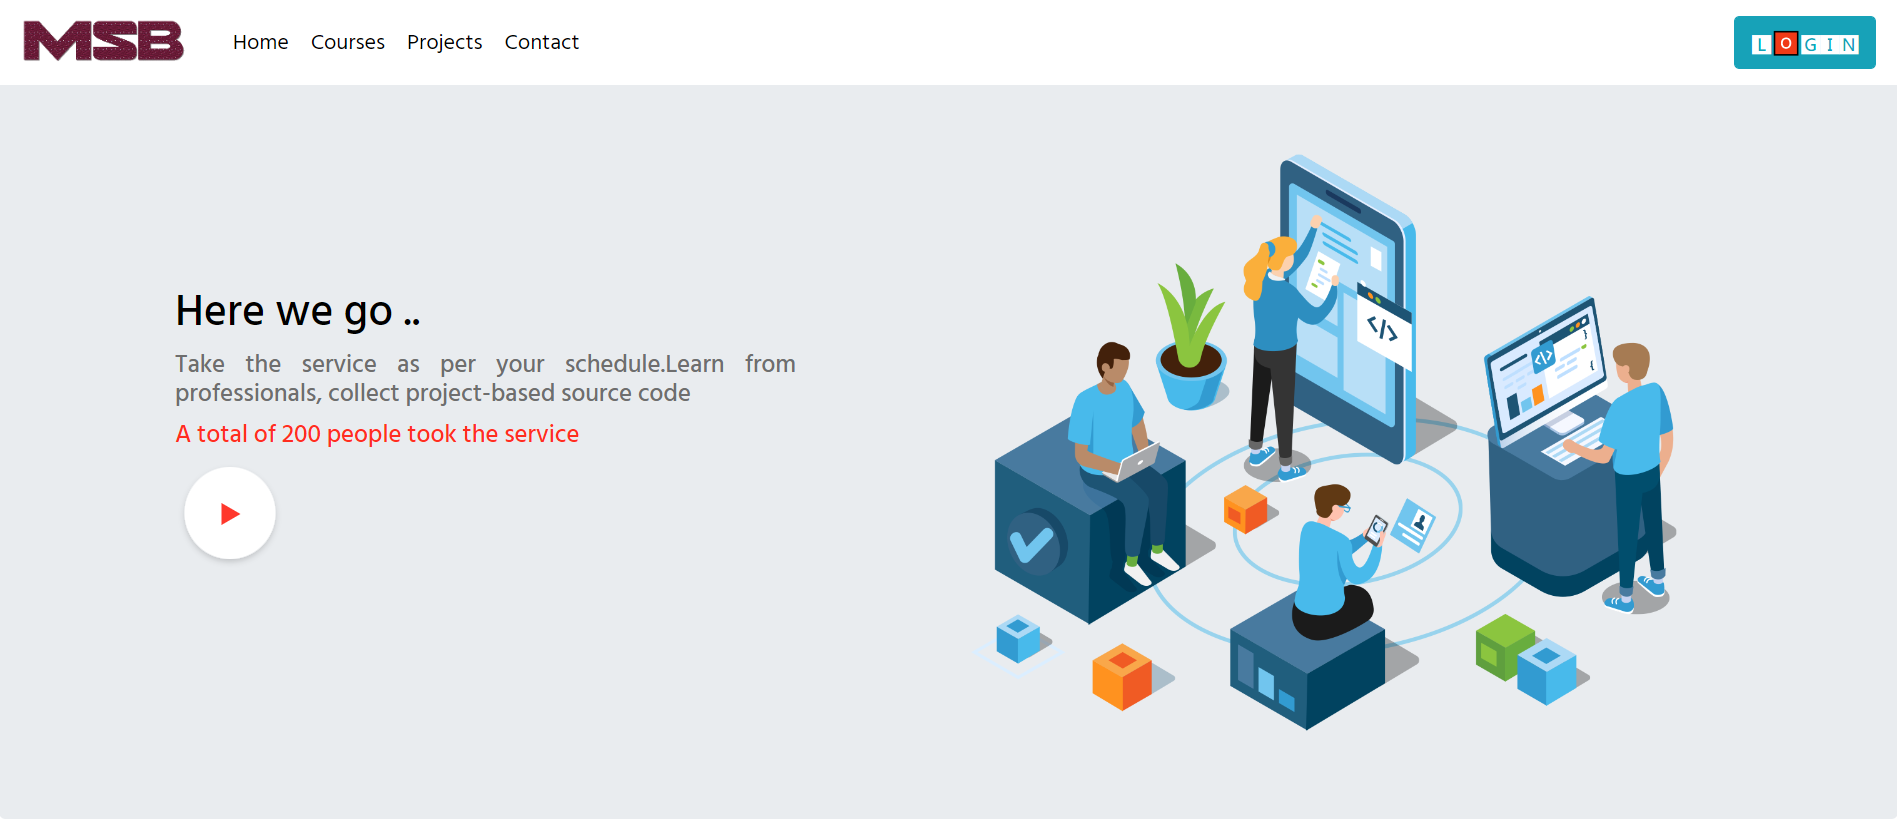 MSB Home Courses Projects Contact LOGIN
Here we go ..
Take the service as per your schedule.Learn from
professionals, collect project-based source code
A total of 200 people took the service